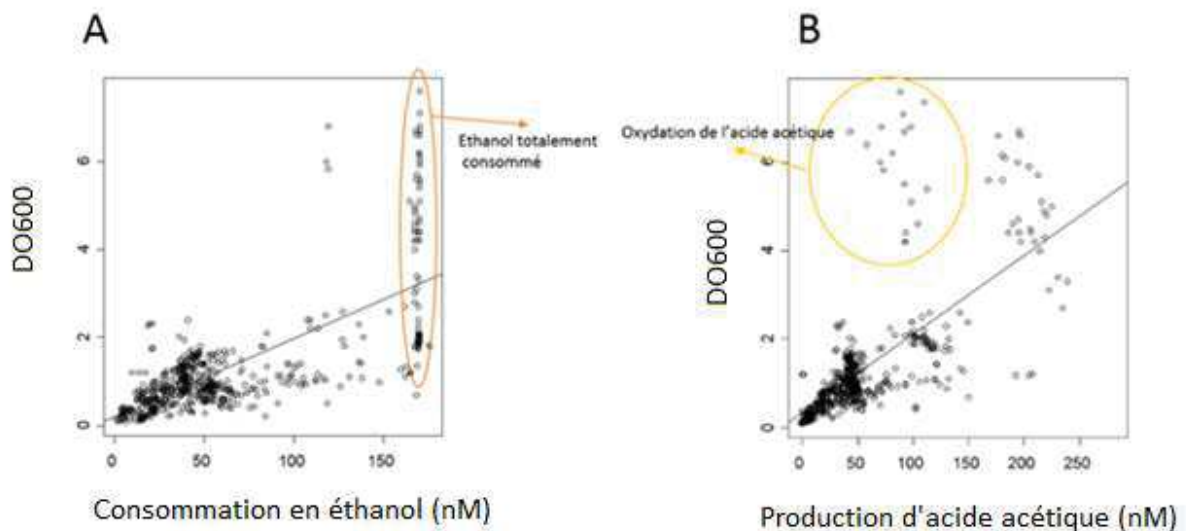 A
B
DO600
6
4
2
0
Ethanol totalement
consommé
0
50
100
150
Consommation en éthanol (nM)
DO600
6
4
2
0
Oxydation de l'acide acétique
0
50
100
150
200
250
Production d'acide acétique (nM)